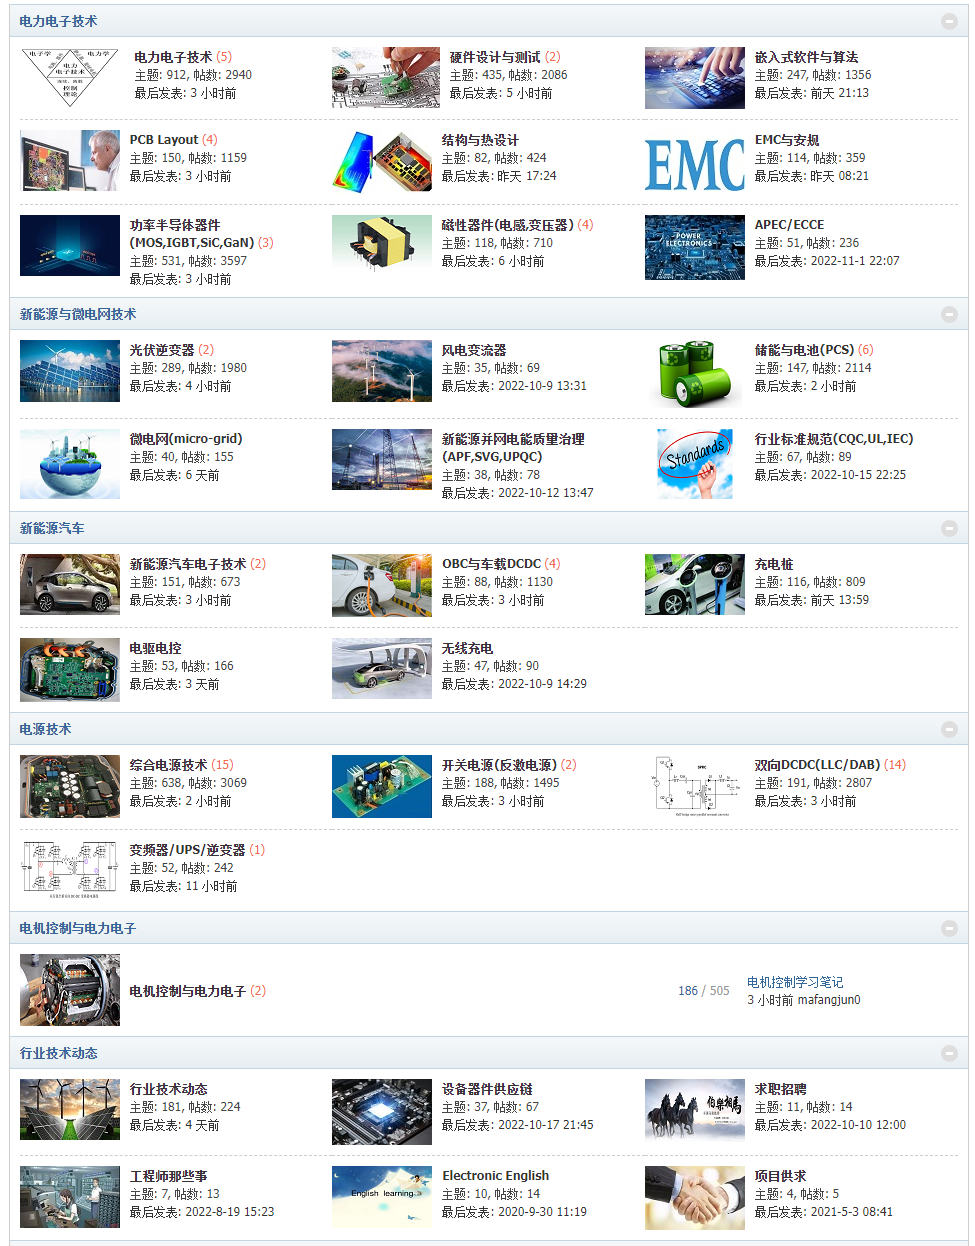 电力电子技术
电子学
电力学
电力
电子技术
连续、离散
控制
理论
电力电子技术 (5)
主题: 912, 帖数: 2940
最后发表: 3 小时前
硬件设计与测试 (2)
主题: 435, 帖数: 2086
最后发表: 5 小时前
嵌入式软件与算法
主题: 247, 帖数: 1356
最后发表: 前天 21:13
PCB Layout (4)
主题: 150, 帖数: 1159
最后发表: 3 小时前
结构与热设计
主题: 82, 帖数: 424
最后发表: 昨天 17:24
EMC
EMC与安规
主题: 114, 帖数: 359
最后发表: 昨天 08:21
功率半导体器件
(MOS,IGBT,SiC,GaN) (3)
主题: 531, 帖数: 3597
最后发表: 3 小时前
磁性器件(电感,变压器) (4)
主题: 118, 帖数: 710
最后发表: 6 小时前
POWER
ELECTRONICS
APEC/ECCE
主题: 51, 帖数: 236
最后发表: 2022-11-1 22:07
新能源与微电网技术
光伏逆变器 (2)
主题: 289, 帖数: 1980
最后发表: 4 小时前
风电变流器
主题: 35, 帖数: 69
最后发表: 2022-10-9 13:31
储能与电池(PCS) (6)
主题: 147, 帖数: 2114
最后发表: 2 小时前
微电网(micro-grid)
主题: 40, 帖数: 155
最后发表: 6 天前
新能源并网电能质量治理
(APF,SVG,UPQC)
主题: 38, 帖数: 78
最后发表: 2022-10-12 13:47
Standards
行业标准规范(CQC,UL,IEC)
主题: 67, 帖数: 89
最后发表: 2022-10-15 22:25
新能源汽车
新能源汽车电子技术 (2)
主题: 151, 帖数: 673
最后发表: 3 小时前
OBC与车载DCDC (4)
主题: 88, 帖数: 1130
最后发表: 3 小时前
充电桩
主题: 116, 帖数: 809
最后发表: 前天 13:59
电驱电控
主题: 53, 帖数: 166
最后发表: 3 天前
无线充电
主题: 47, 帖数: 90
最后发表: 2022-10-9 14:29
电源技术
综合电源技术 (15)
主题: 638, 帖数: 3069
最后发表: 2 小时前
开关电源(反激电源) (2)
主题: 188, 帖数: 1495
最后发表: 3 小时前
双向DCDC(LLC/DAB) (14)
主题: 191, 帖数: 2807
最后发表: 3 小时前
变频器/UPS/逆变器 (1)
主题: 52, 帖数: 242
最后发表: 11 小时前
电机控制与电力电子
电机控制与电力电子 (2)
186 / 505
电机控制学习笔记
3 小时前 mafangjun0
行业技术动态
行业技术动态
主题: 181, 帖数: 224
最后发表: 4 天前
设备器件供应链
主题: 37, 帖数: 67
最后发表: 2022-10-17 21:45
伯樂相馬
求职招聘
主题: 11, 帖数: 14
最后发表: 2022-10-10 12:00
工程师那些事
主题: 7, 帖数: 13
最后发表: 2022-8-19 15:23
English learning
Electronic English
主题: 10, 帖数: 14
最后发表: 2020-9-30 11:19
项目供求
主题: 4, 帖数: 5
最后发表: 2021-5-3 08:41